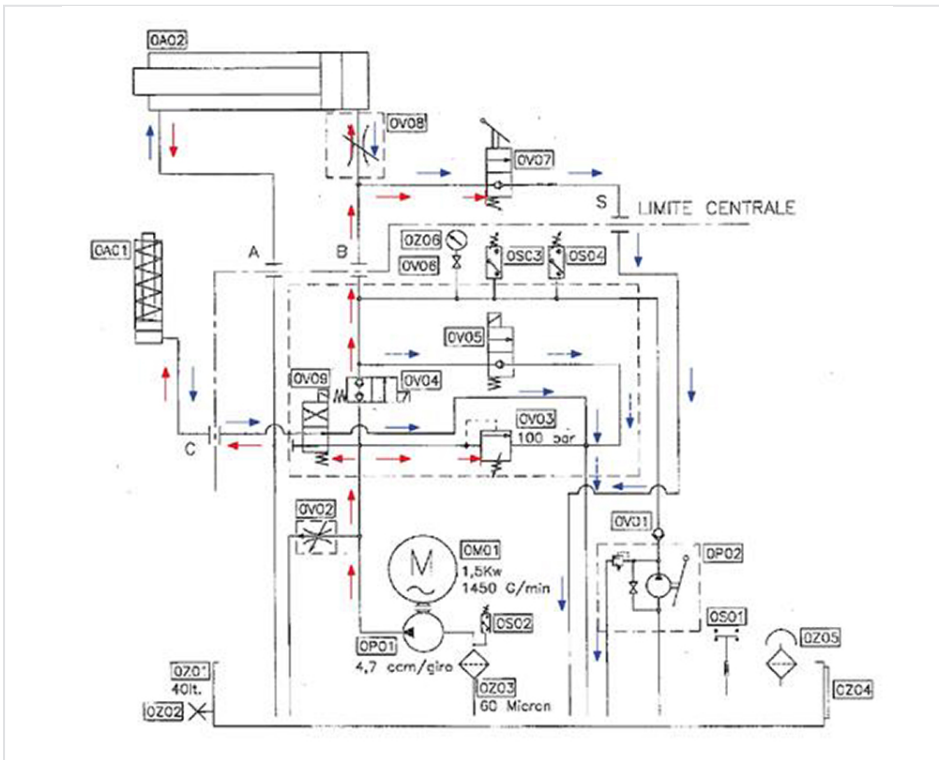 0A02
0V08
0V07
S
LIMITE CENTRALE
0A01
A
B
0Z06
0V06
0S03
0S04
0V05
0V09
0V04
0V03
100 bar
C
0V02
0V01
0M01
M
1,5Kw
1450 G/min
0P02
0S02
0S01
0Z05
0P01
4,7 ccm/giro
0Z01
40lt.
0Z03
60 Micron
0Z04
0Z02